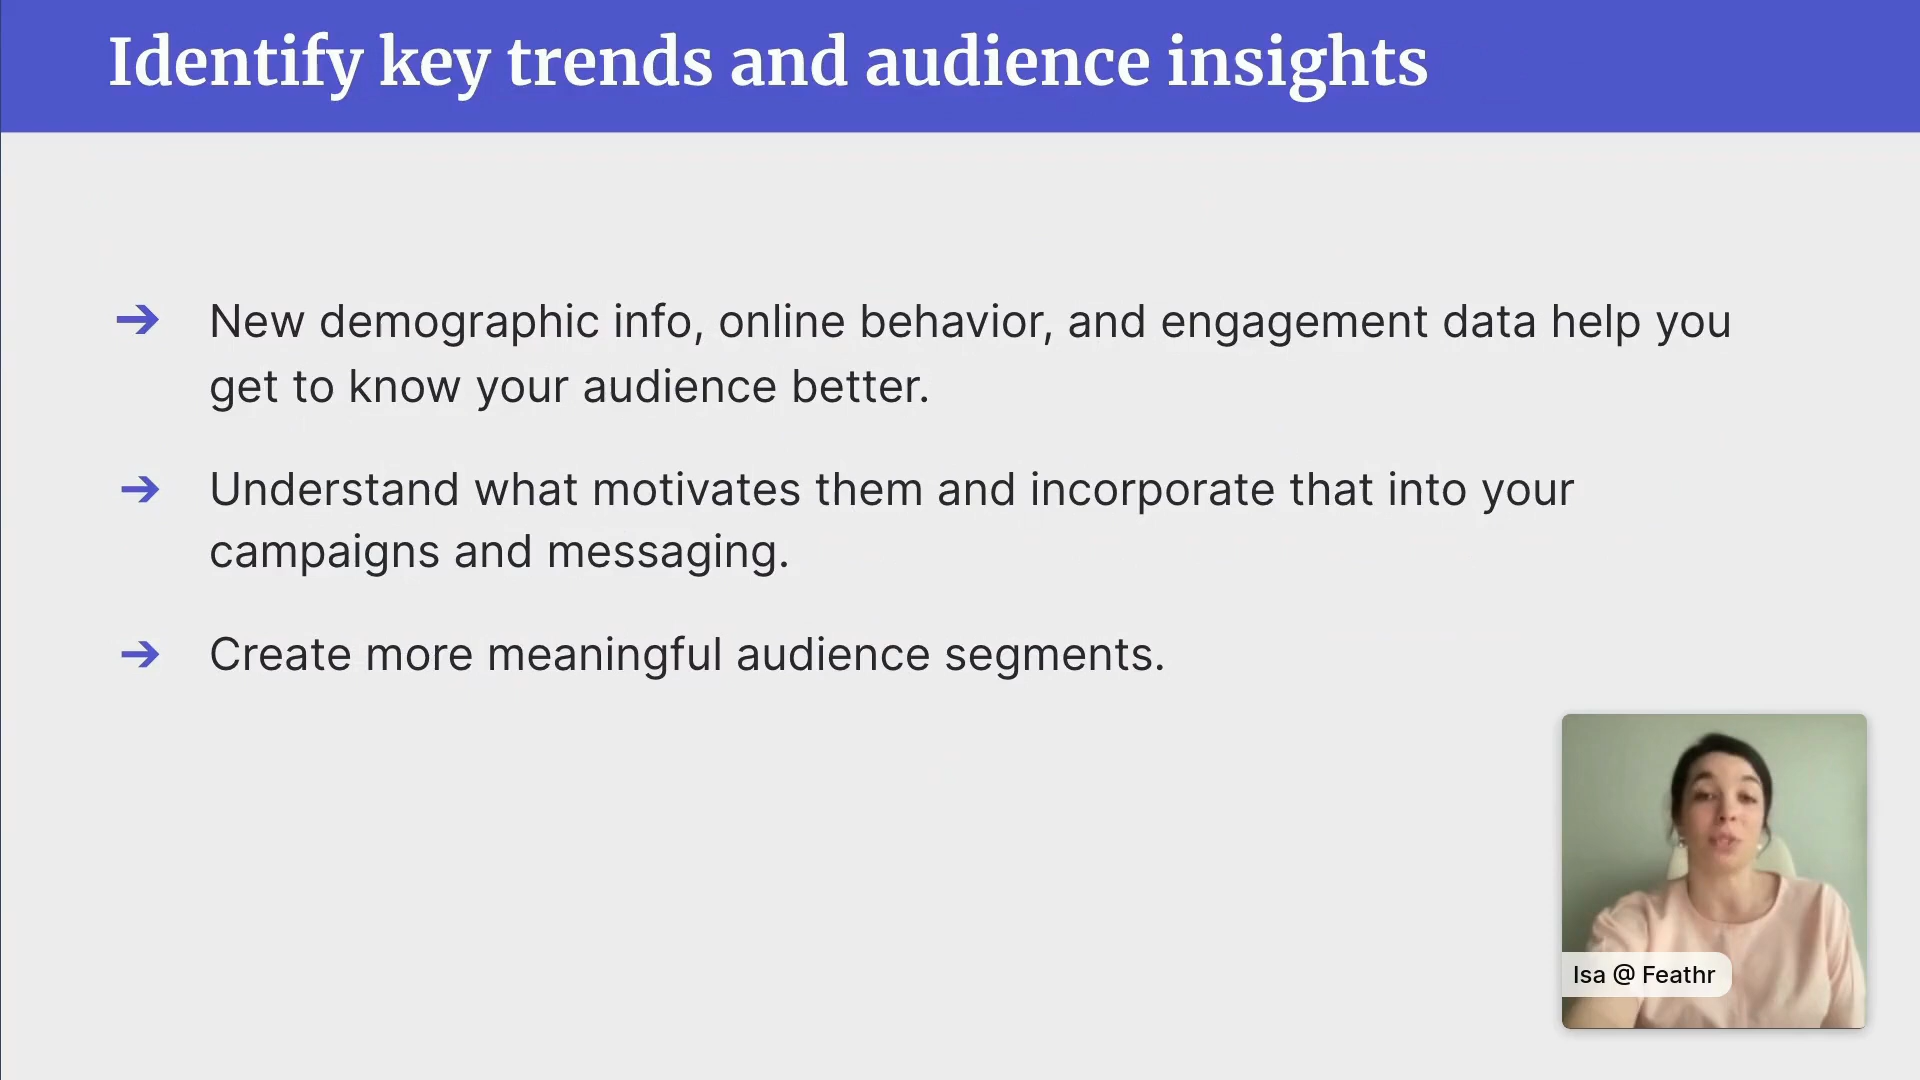 Identify key trends and audience insights
➔ New demographic info, online behavior, and engagement data help you
get to know your audience better.
➔ Understand what motivates them and incorporate that into your
campaigns and messaging.
➔ Create more meaningful audience segments.
Isa @ Feathr